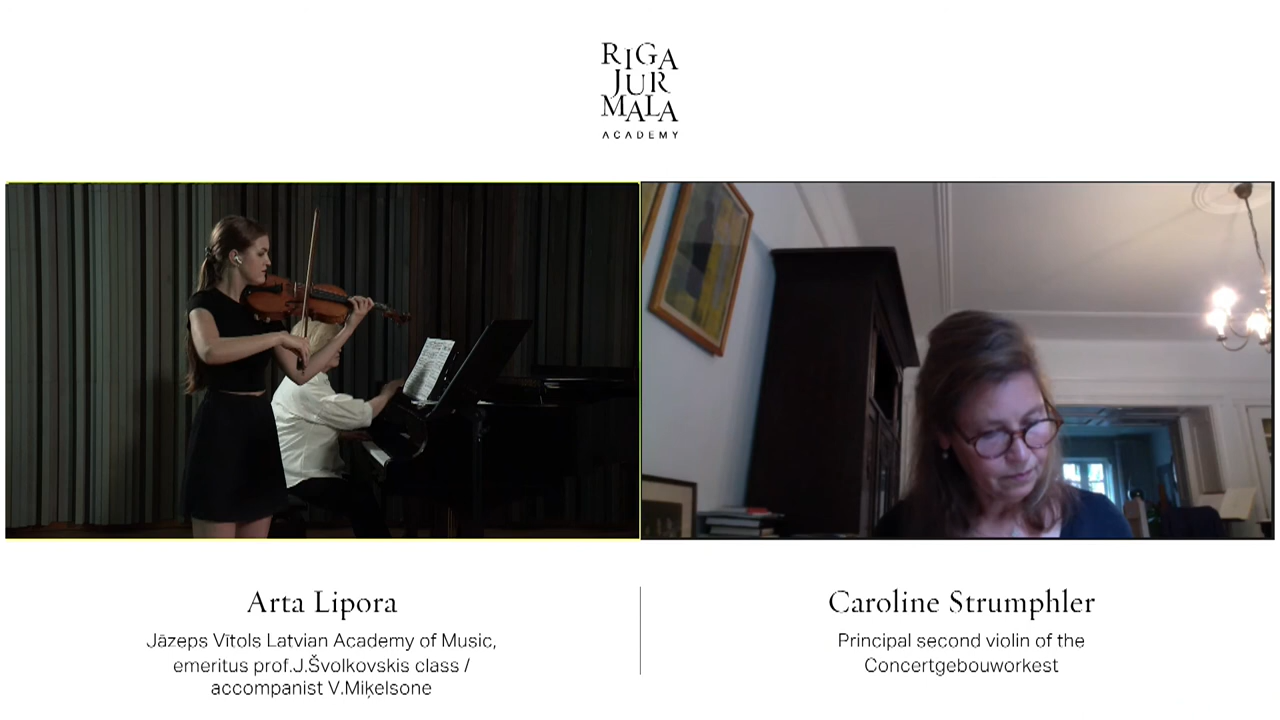 RIGA
JUR
MALA
ACADEMY
Arta Lipora
Jāzeps Vītols Latvian Academy of Music,
emeritus prof.J.Švolkovskis class /
accompanist V.Miķelsone
Caroline Strumphler
Principal second violin of the
Concertgebouworkest